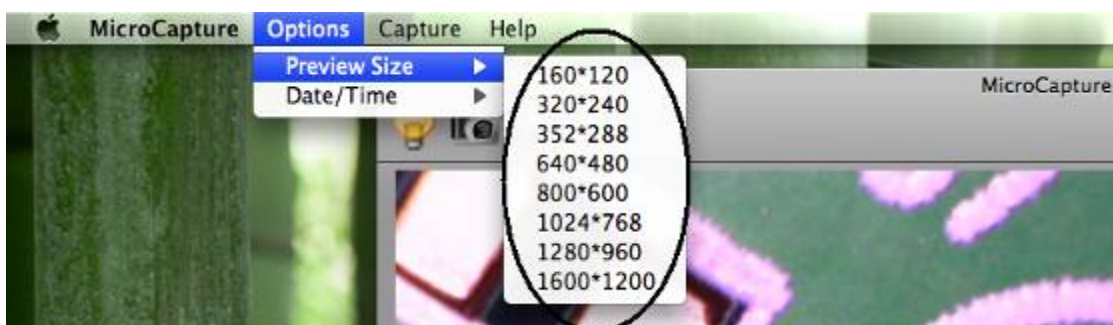 MicroCapture Options Capture Help
Preview Size
Date/Time
160*120
320*240
352*288
640*480
800*600
1024*768
1280*960
1600*1200
MicroCapture